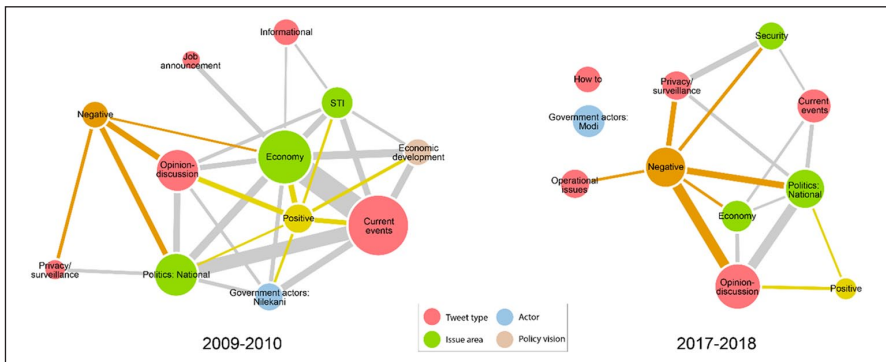 Informational
Job
announcement
STI
Negative
Economy
Opinion-
discussion
Economic
development
Positive
Current
events
Privacy/
surveillance
Politics: National
Government actors:
Nilekani
2009-2010
Tweet type
Actor
Issue area
Policy vision
Security
How to
Privacy/
surveillance
Current
events
Government actors:
Modi
Negative
Operational
issues
Politics:
National
Economy
Opinion-
discussion
Positive
2017-2018